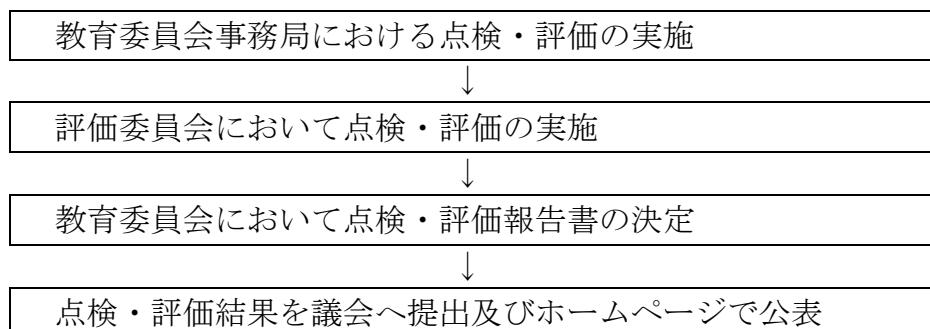 教育委員会事務局における点検・評価の実施
↓
評価委員会において点検・評価の実施
↓
教育委員会において点検・評価報告書の決定
↓
点検・評価結果を議会へ提出及びホームページで公表